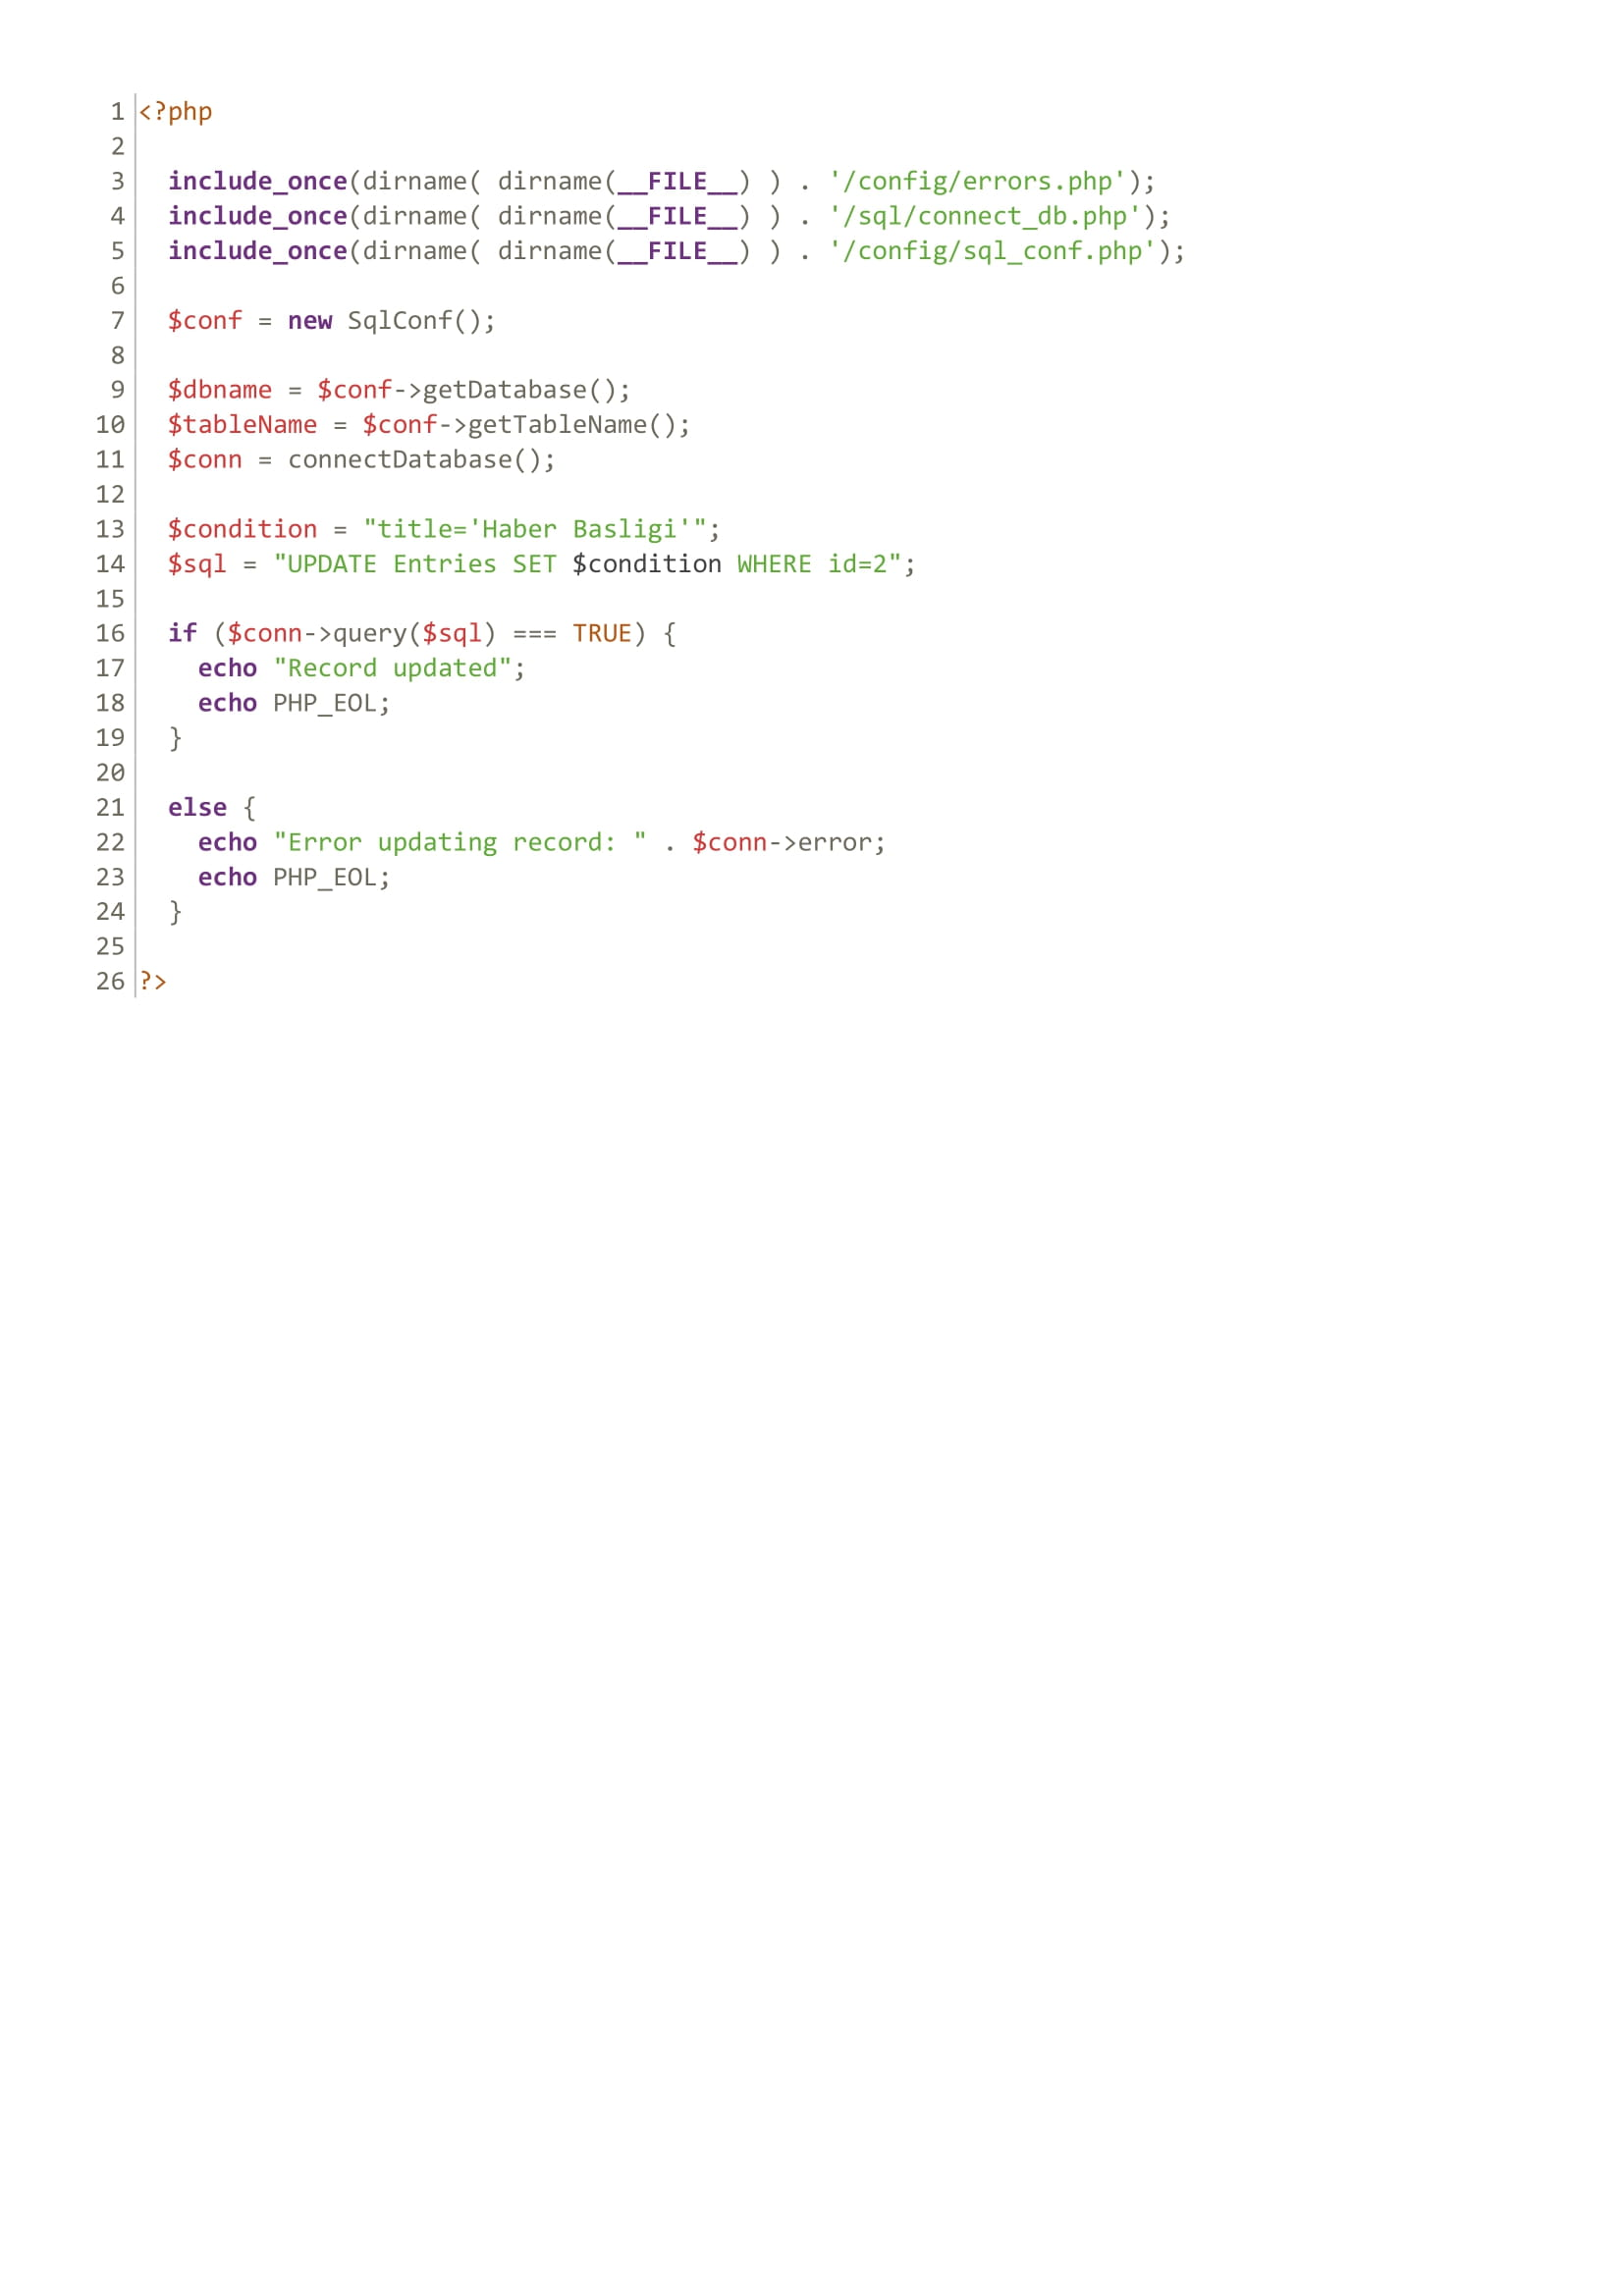 1 <?php
2
3   include_once(dirname( dirname(__FILE__) ) . '/config/errors.php');
4   include_once(dirname( dirname(__FILE__) ) . '/sql/connect_db.php');
5   include_once(dirname( dirname(__FILE__) ) . '/config/sql_conf.php');
6
7   $conf = new SqlConf();
8
9   $dbname = $conf->getDatabase();
10   $tableName = $conf->getTableName();
11   $conn = connectDatabase();
12
13   $condition = "title='Haber Basligi'";
14   $sql = "UPDATE Entries SET $condition WHERE id=2";
15
16   if ($conn->query($sql) === TRUE) {
17     echo "Record updated";
18     echo PHP_EOL;
19   }
20
21   else {
22     echo "Error updating record: " . $conn->error;
23     echo PHP_EOL;
24   }
25
26 ?>